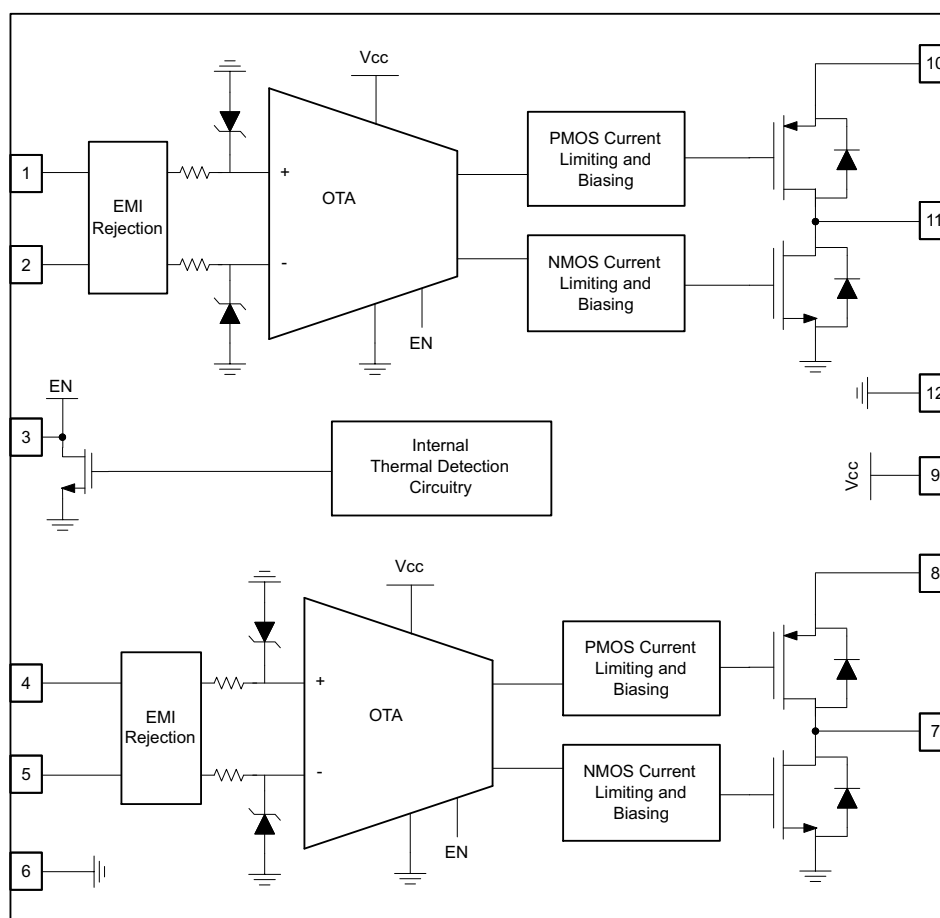 Vcc
10
1
EMI
Rejection
+
OTA
PMOS Current
Limiting and
Biasing
11
2
-
NMOS Current
Limiting and
Biasing
EN
EN
12
3
Internal
Thermal Detection
Circuitry
Vcc
9
Vcc
8
4
EMI
Rejection
+
OTA
PMOS Current
Limiting and
Biasing
7
5
-
NMOS Current
Limiting and
Biasing
EN
6